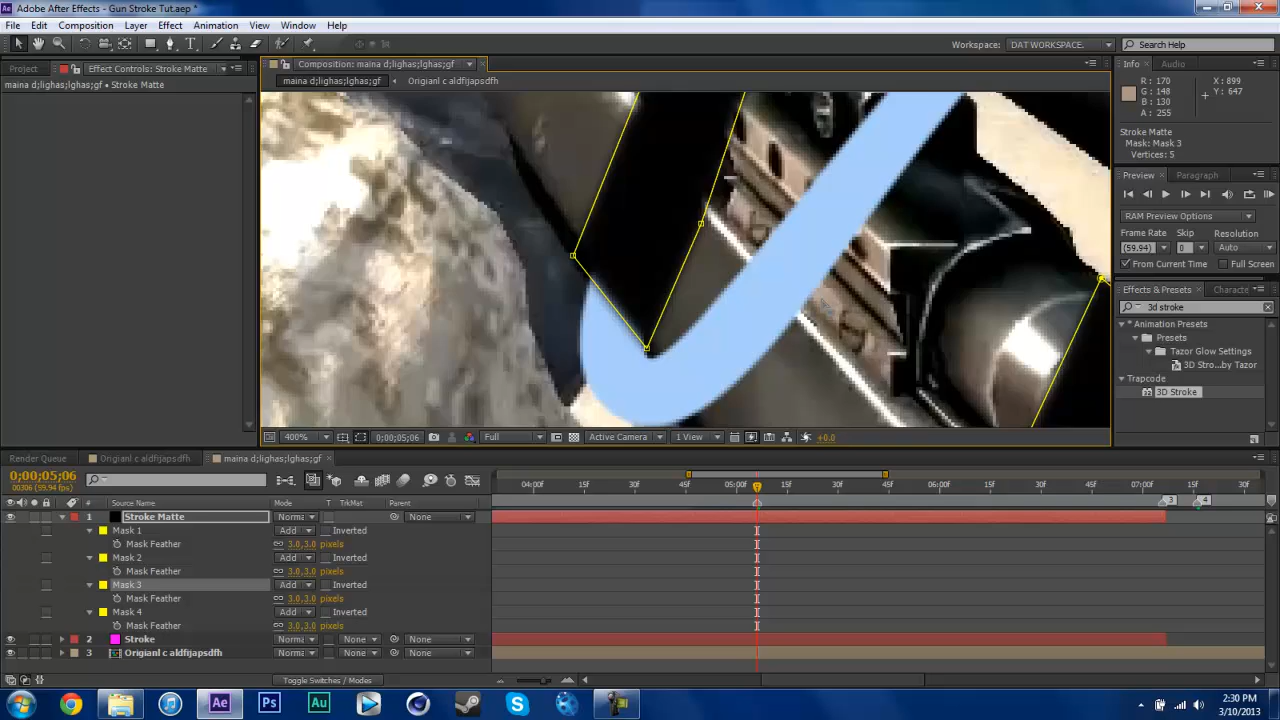 Adobe After Effects - Gun Stroke Tut.aep *
File Edit Composition Layer Effect Animation View Window Help
Workspace: DAT WORKSPACE. Search Help
Project Effect Controls: Stroke Matte Composition: maina d;lighas;lghas;gf Info Audio
maina d;lighas;lghas;gf • Stroke Matte maina d;lighas;lghas;gf Origianl c aldfijapsdfh
R: 170 X: 899
G: 148 Y: 647
B: 130
A: 255
Stroke Matte
Mask: Mask 3
Vertices: 5
Preview Paragraph
RAM Preview Options
Frame Rate Skip Resolution
(59.94) 0 Auto
From Current Time Full Screen
Effects & Presets Characte
3d stroke
* Animation Presets
Presets
Tazor Glow Settings
3D Stro...by Tazor
Trapcode
3D Stroke
400% 0;00;05;06 Full Active Camera 1 View +0.0
Render Queue Origianl c aldfijapsdfh maina d;lighas;lghas;gf
0;00;05;06
00306 (59.94 fps)
04:00f 15f 30f 45f 05:00f 15f 30f 45f 06:00f 15f 30f 45f 07:00f 15f 30f
# Source Name Mode T TrkMat Parent
3 4
1 Stroke Matte Norma None
Mask 1 Add Inverted
Mask Feather 3.0,3.0 pixels
Mask 2 Add Inverted
Mask Feather 3.0,3.0 pixels
Mask 3 Add Inverted
Mask Feather 3.0,3.0 pixels
Mask 4 Add Inverted
Mask Feather 3.0,3.0 pixels
2 Stroke Norma None None
3 Origianl c aldfijapsdfh Norma None None
Toggle Switches / Modes
Ae Ps Au
2:30 PM
3/10/2013